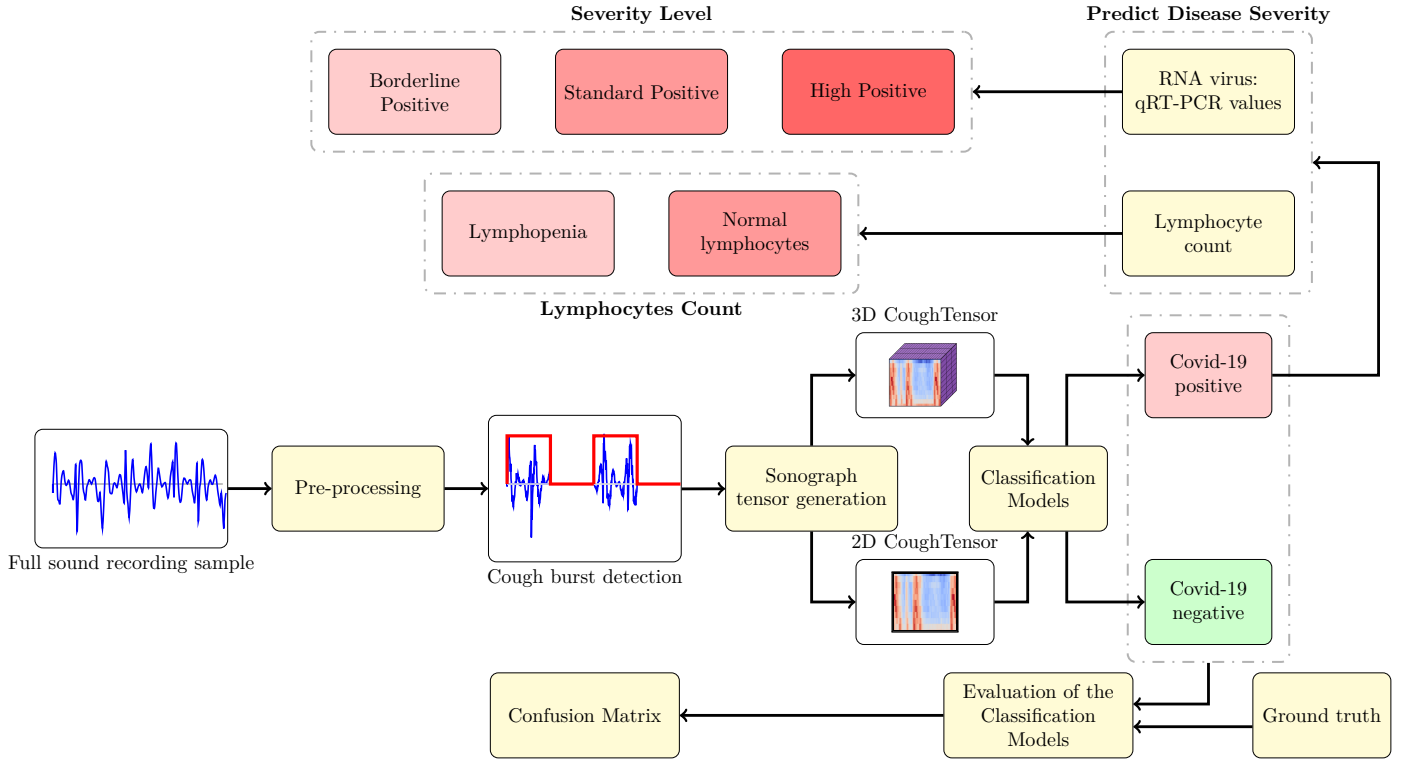 Severity Level
Predict Disease Severity
Borderline
Positive
Standard Positive
High Positive
RNA virus:
qRT-PCR values
Lymphopenia
Normal
lymphocytes
Lymphocyte
count
Lymphocytes Count
3D CoughTensor
Covid-19
positive
Pre-processing
Sonograph
tensor generation
Classification
Models
Full sound recording sample
Cough burst detection
2D CoughTensor
Covid-19
negative
Confusion Matrix
Evaluation of the
Classification
Models
Ground truth